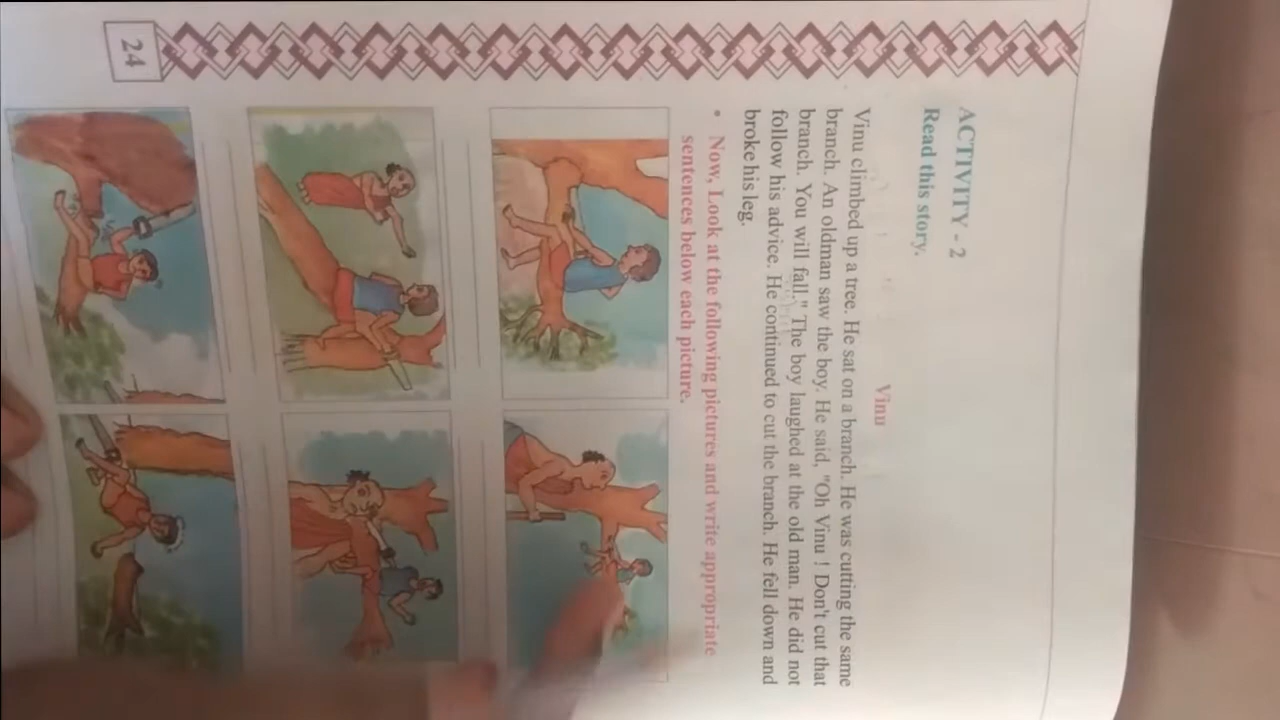 ACTIVITY - 2
Read this story.
Vinu
Vinu climbed up a tree. He sat on a branch. He was cutting the same
branch. An oldman saw the boy. He said, "Oh Vinu ! Don't cut that
branch. You will fall." The boy laughed at the old man. He did not
follow his advice. He continued to cut the branch. He fell down and
broke his leg.
• Now, Look at the following pictures and write appropriate
sentences below each picture.
24